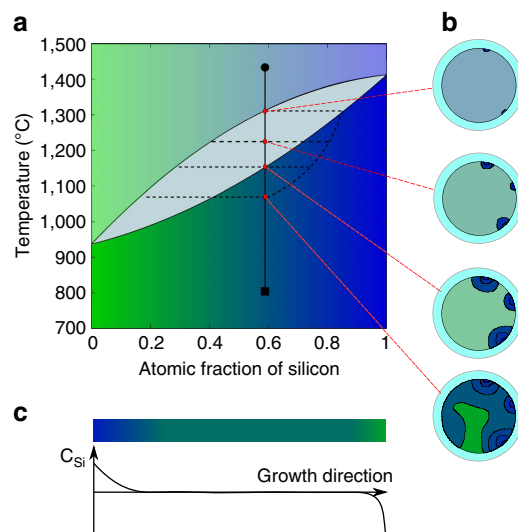 a
b
1,500
1,400
1,300
1,200
1,100
1,000
900
800
700
Temperature (°C)
0
0.2
0.4
0.6
0.8
1
Atomic fraction of silicon
c
CSi
Growth direction